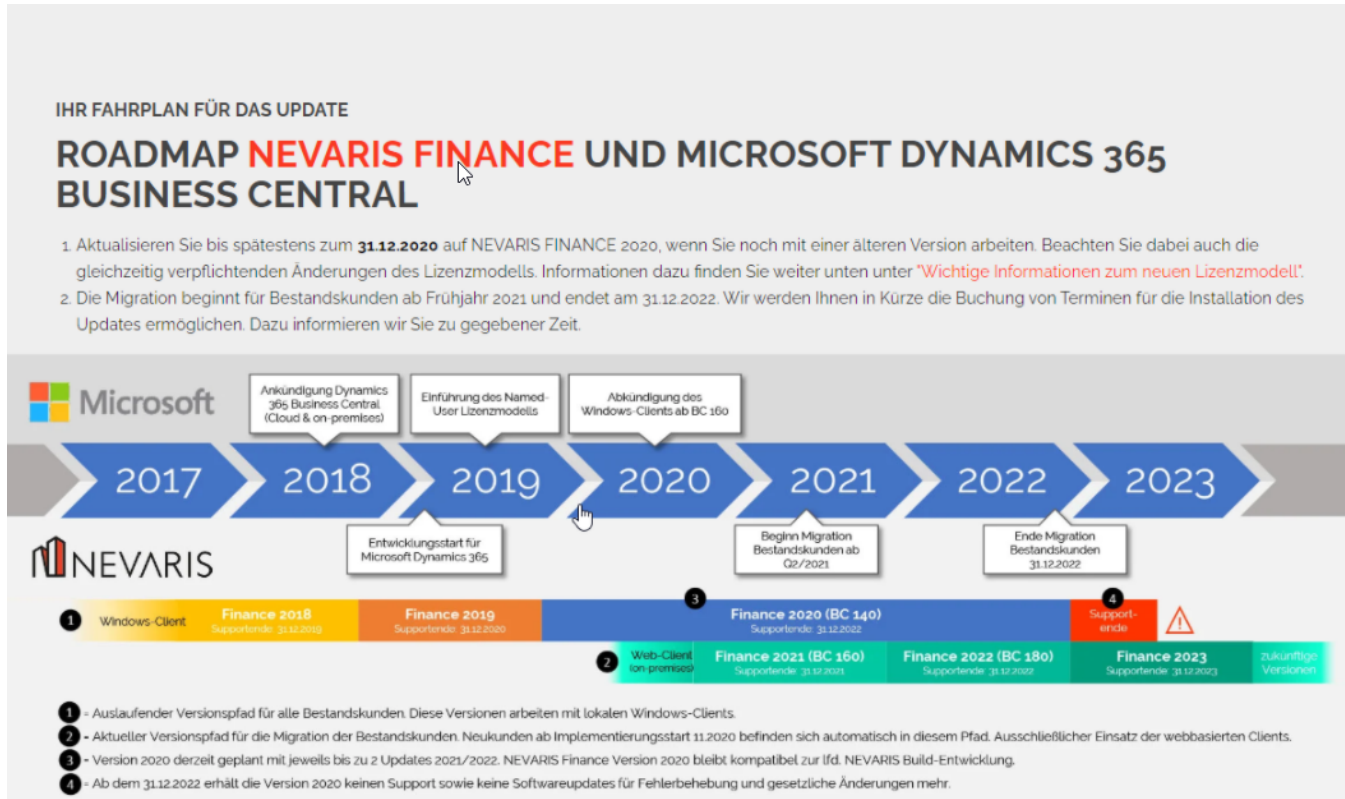 IHR FAHRPLAN FÜR DAS UPDATE
ROADMAP NEVARIS FINANCE UND MICROSOFT DYNAMICS 365
BUSINESS CENTRAL
1. Aktualisieren Sie bis spätestens zum 31.12.2020 auf NEVARIS FINANCE 2020, wenn Sie noch mit einer älteren Version arbeiten. Beachten Sie dabei auch die
gleichzeitig verpflichtenden Änderungen des Lizenzmodells. Informationen dazu finden Sie weiter unten unter "Wichtige Informationen zum neuen Lizenzmodell".
2. Die Migration beginnt für Bestandskunden ab Frühjahr 2021 und endet am 31.12.2022. Wir werden Ihnen in Kürze die Buchung von Terminen für die Installation des
Updates ermöglichen. Dazu informieren wir Sie zu gegebener Zeit.
Microsoft
Ankündigung Dynamics
365 Business Central
(Cloud & on-premises)
Einführung des Named-
User Lizenzmodells
Abkündigung des
Windows-Clients ab BC 160
2017 2018 2019 2020 2021 2022 2023
Entwicklungsstart für
Microsoft Dynamics 365
Beginn Migration
Bestandskunden ab
Q2/2021
Ende Migration
Bestandskunden
31.12.2022
NEVARIS
1 Windows-Client
Finance 2018
Supportende: 31.12.2019
Finance 2019
Supportende: 31.12.2020
3
Finance 2020 (BC 140)
Supportende: 31.12.2022
4
Support-
ende
2 Web-Client
(on-premises)
Finance 2021 (BC 160)
Supportende: 31.12.2021
Finance 2022 (BC 180)
Supportende: 31.12.2022
Finance 2023
Supportende: 31.12.2023
zukünftige
Versionen
1 = Auslaufender Versionspfad für alle Bestandskunden. Diese Versionen arbeiten mit lokalen Windows-Clients.
2 = Aktueller Versionspfad für die Migration der Bestandskunden. Neukunden ab Implementierungsstart 11.2020 befinden sich automatisch in diesem Pfad. Ausschließlicher Einsatz der webbasierten Clients.
3 = Version 2020 derzeit geplant mit jeweils bis zu 2 Updates 2021/2022. NEVARIS Finance Version 2020 bleibt kompatibel zur lfd. NEVARIS Build-Entwicklung.
4 = Ab dem 31.12.2022 erhält die Version 2020 keinen Support sowie keine Softwareupdates für Fehlerbehebung und gesetzliche Änderungen mehr.